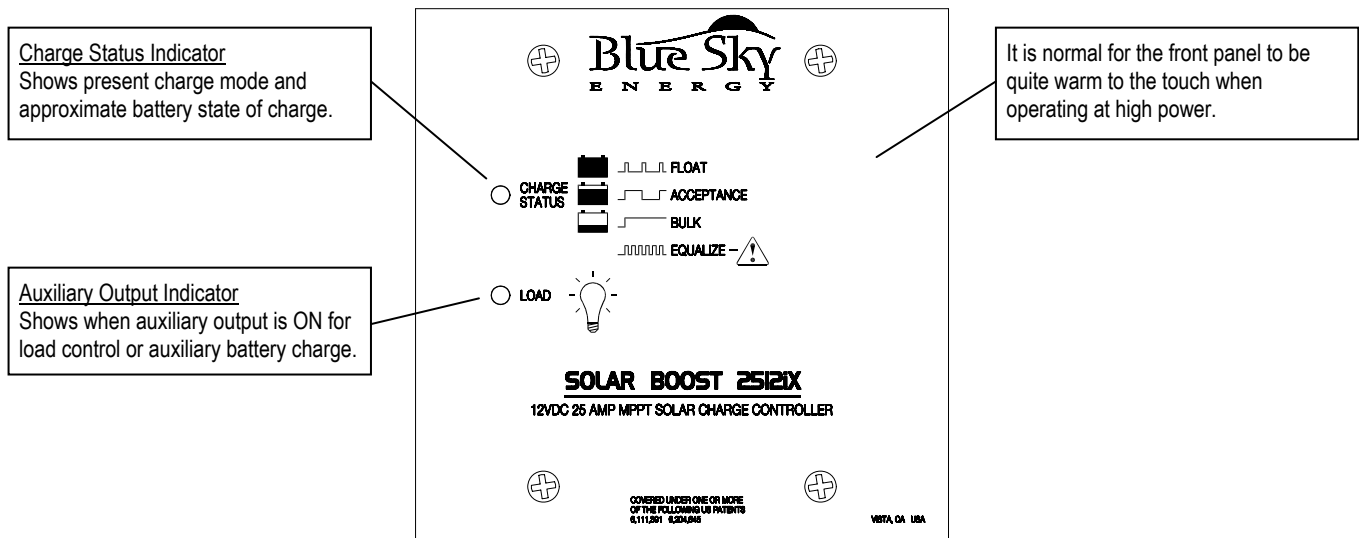 Charge Status Indicator
Shows present charge mode and
approximate battery state of charge.
Auxiliary Output Indicator
Shows when auxiliary output is ON for
load control or auxiliary battery charge.
Blue Sky
ENERGY
FLOAT
CHARGE
STATUS
ACCEPTANCE
BULK
EQUALIZE
LOAD
SOLAR BOOST 2512iX
12VDC 25 AMP MPPT SOLAR CHARGE CONTROLLER
COVERED UNDER ONE OR MORE
OF THE FOLLOWING US PATENTS
6,111,391 6,204,645
VISTA, CA USA
It is normal for the front panel to be
quite warm to the touch when
operating at high power.